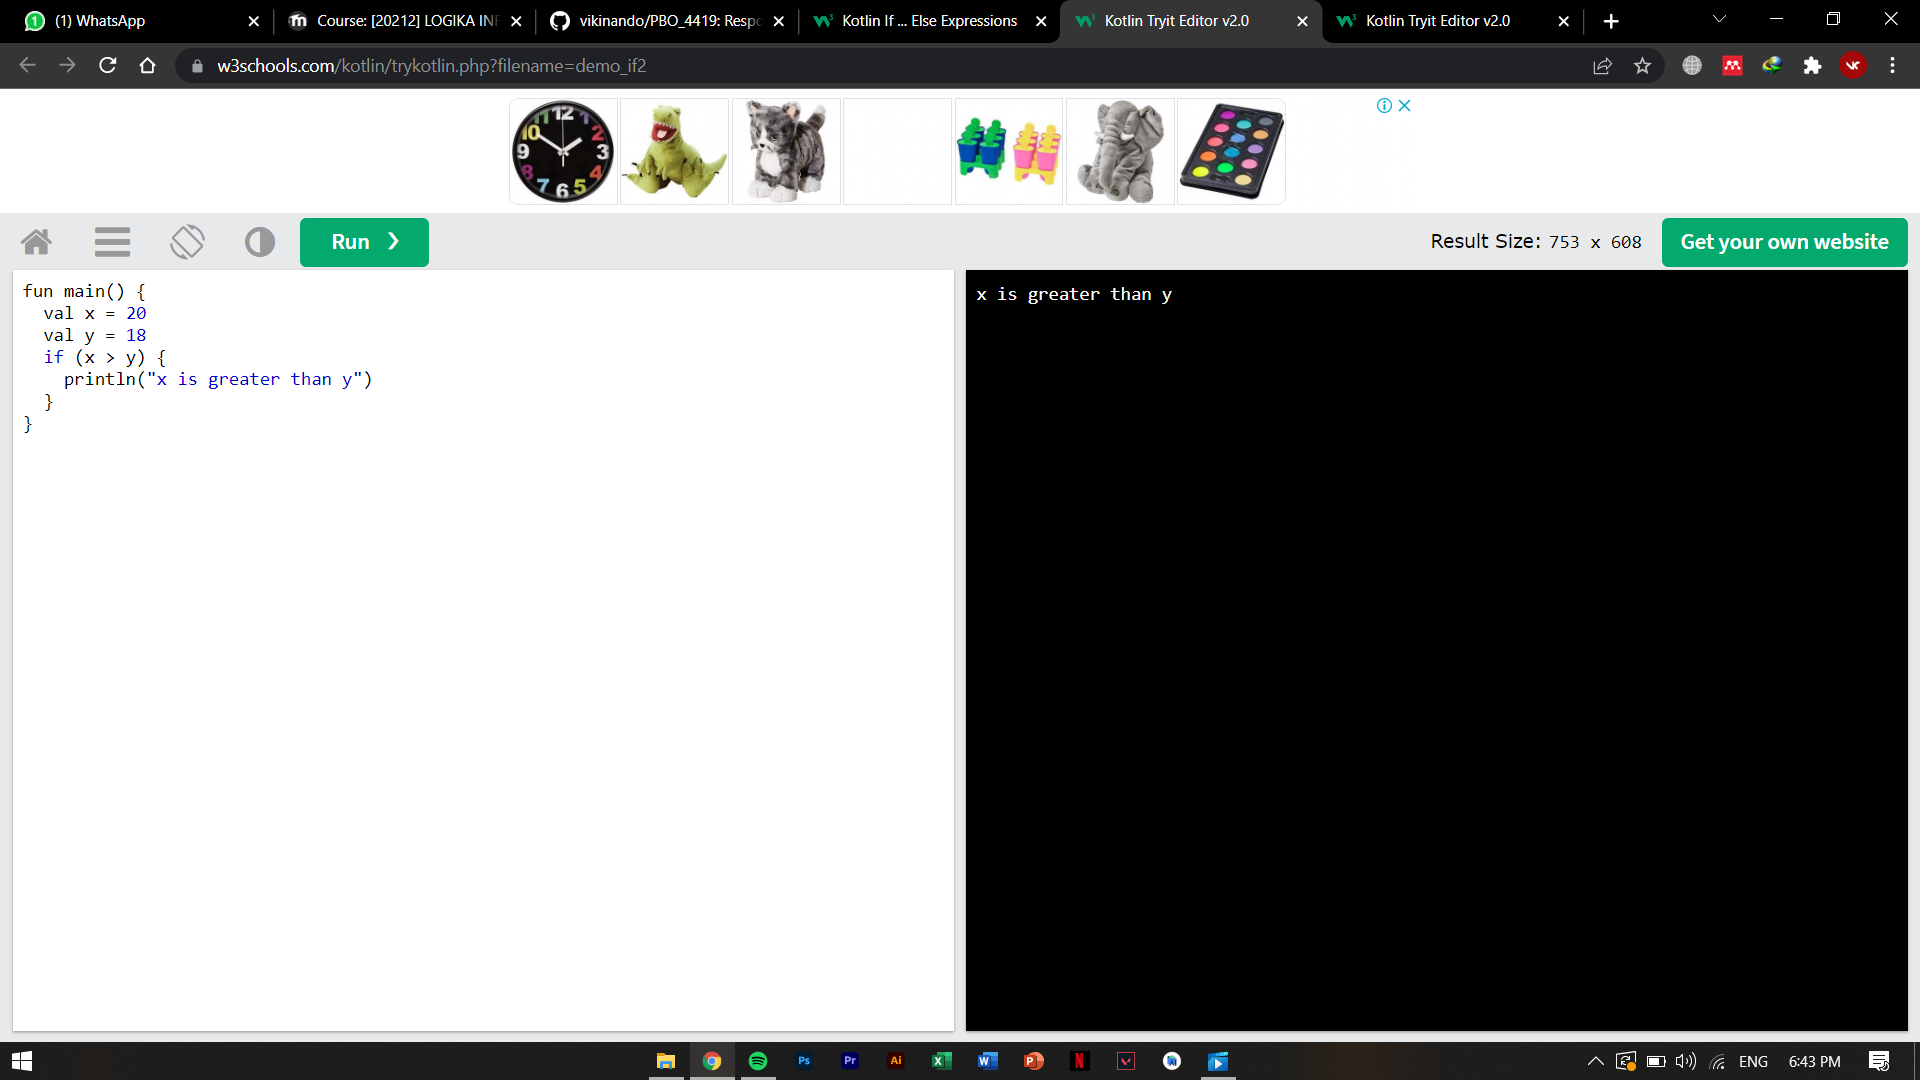 (1) WhatsApp
Course: [20212] LOGIKA INF
vikinando/PBO_4419: Respo
Kotlin If ... Else Expressions
Kotlin Tryit Editor v2.0
Kotlin Tryit Editor v2.0
w3schools.com/kotlin/trykotlin.php?filename=demo_if2
VK
12
11 1
10 2
9 3
8 4
7 5
6
Run ❯
Result Size: 753 x 608
Get your own website
fun main() {
  val x = 20
  val y = 18
  if (x > y) {
    println("x is greater than y")
  }
}
x is greater than y
Ps
Pr
Ai
ENG
6:43 PM